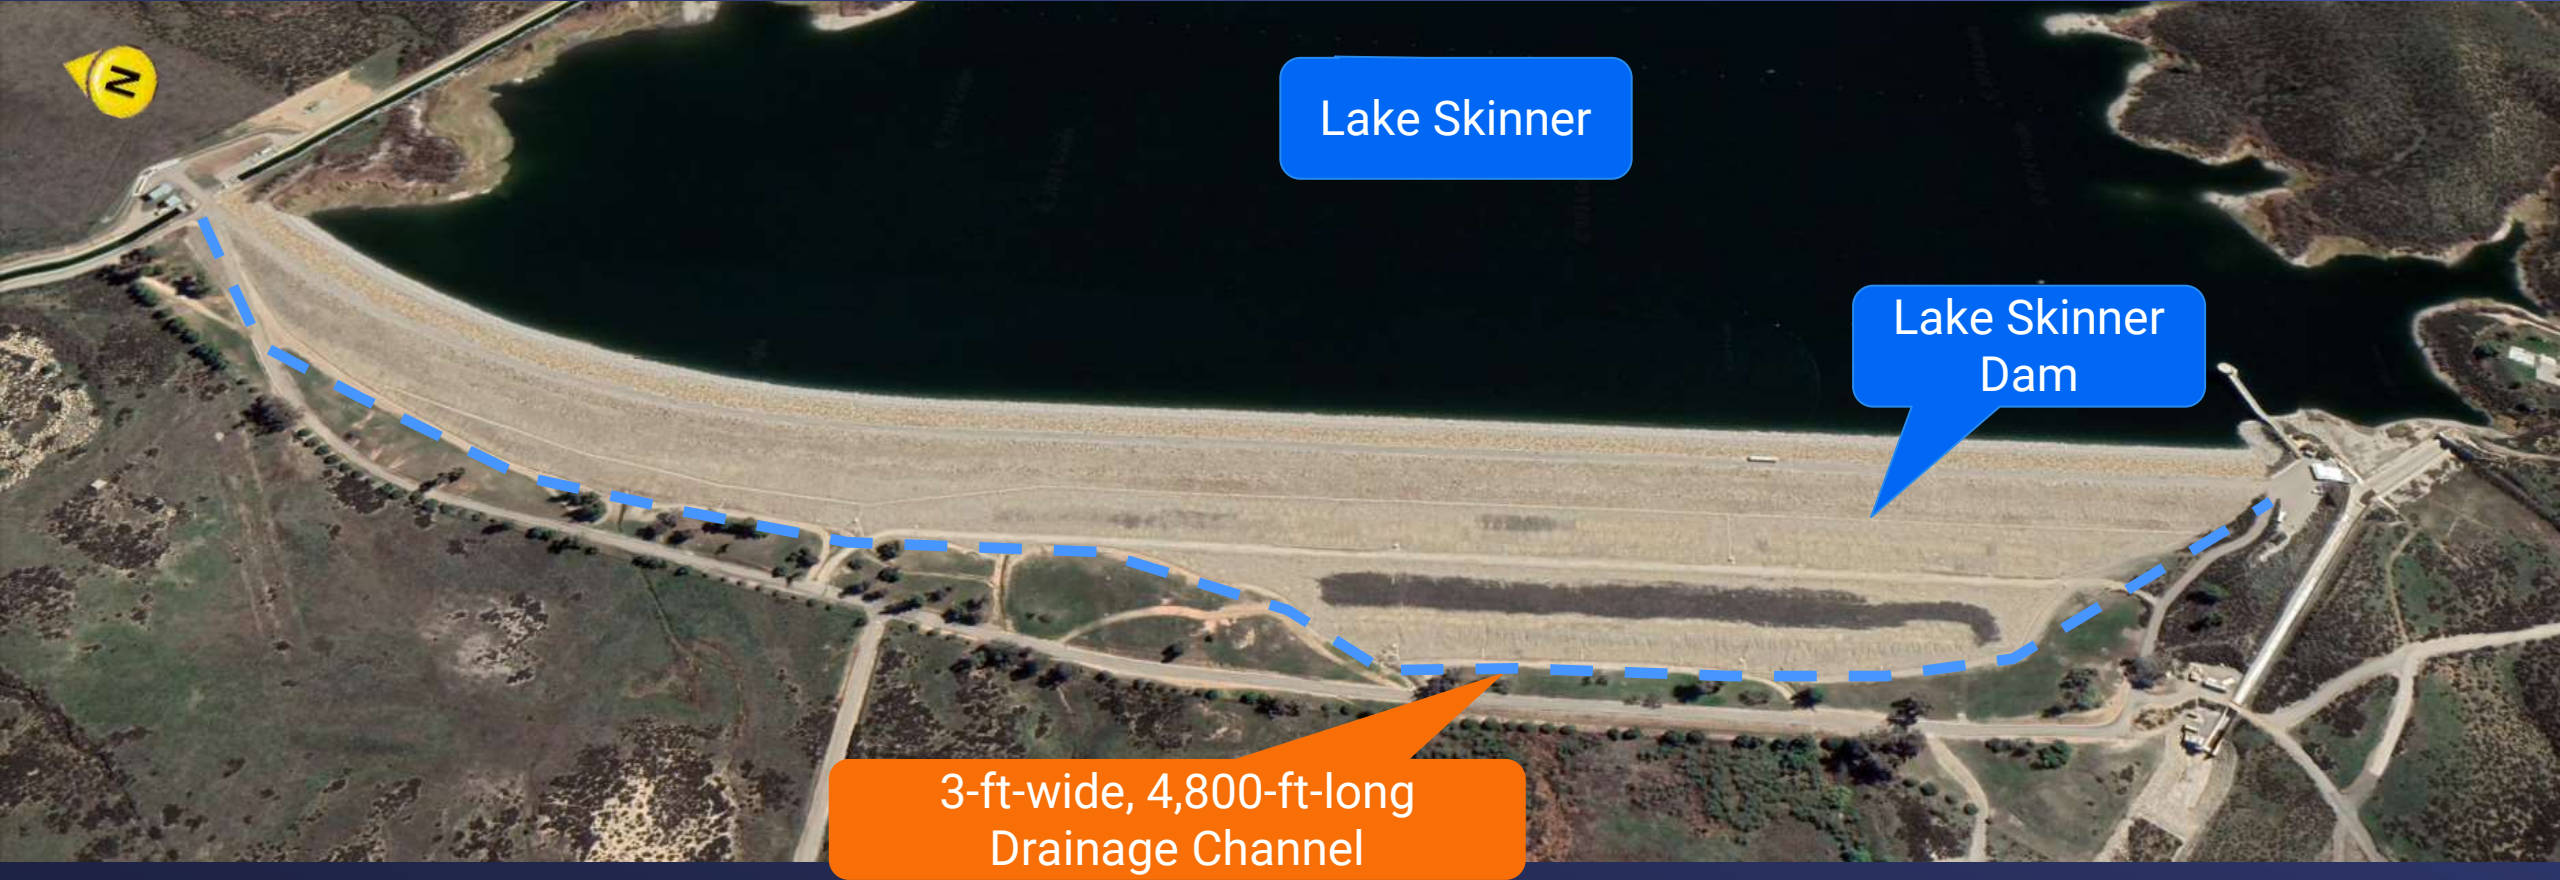 N
Lake Skinner
Lake Skinner
Dam
3-ft-wide, 4,800-ft-long
Drainage Channel